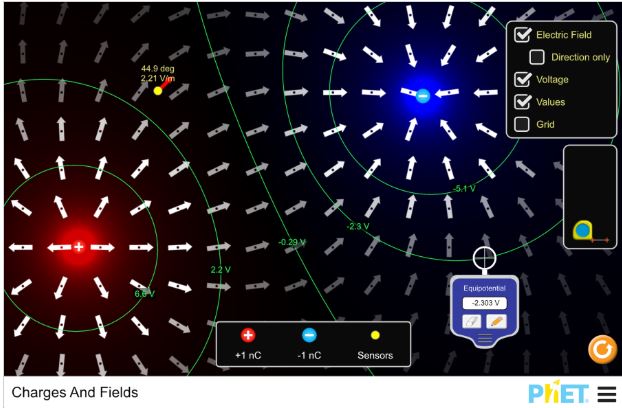 44.9 deg
2.21 V/m
Electric Field
Direction only
Voltage
Values
Grid
-5.1 V
-2.3 V
-0.29 V
2.2 V
6.6 V
Equipotential
-2.303 V
+1 nC
-1 nC
Sensors
Charges And Fields
PhET